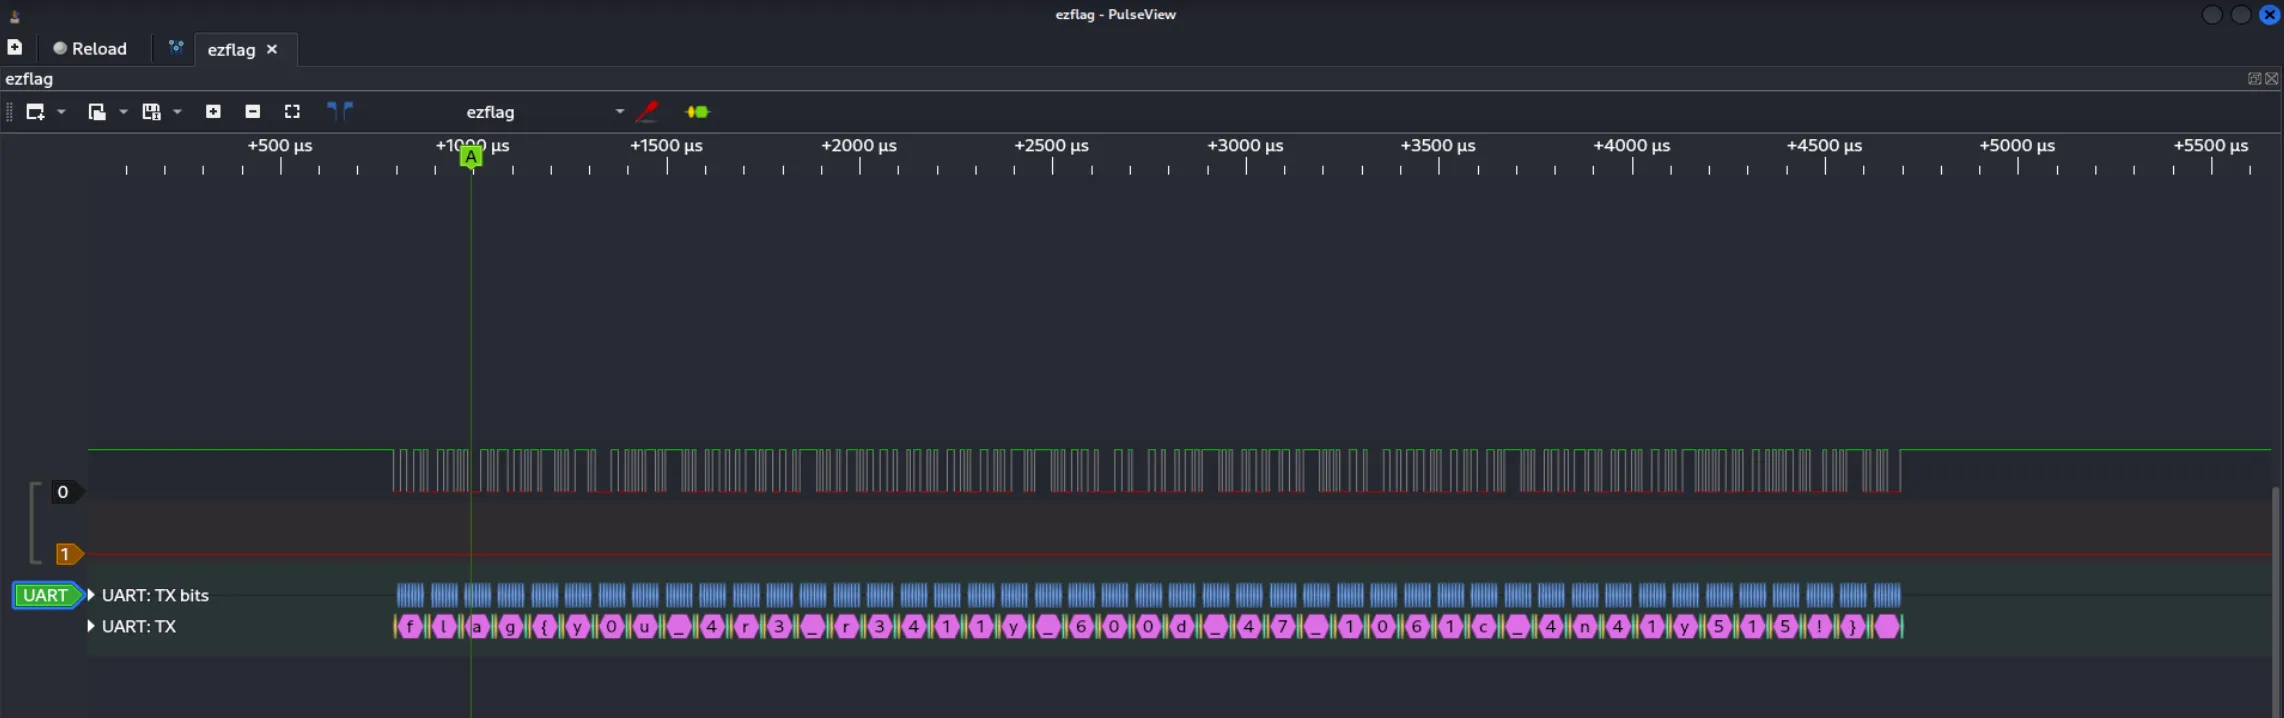 ezflag - PulseView
Reload ezflag
ezflag
ezflag
+500 µs +1000 µs +1500 µs +2000 µs +2500 µs +3000 µs +3500 µs +4000 µs +4500 µs +5000 µs +5500 µs
A
0
1
UART UART: TX bits
UART: TX f l a g { y 0 u _ 4 r 3 _ r 3 4 1 1 y _ 6 0 0 d _ 4 7 _ 1 0 6 1 c _ 4 n 4 1 y 5 1 5 ! }